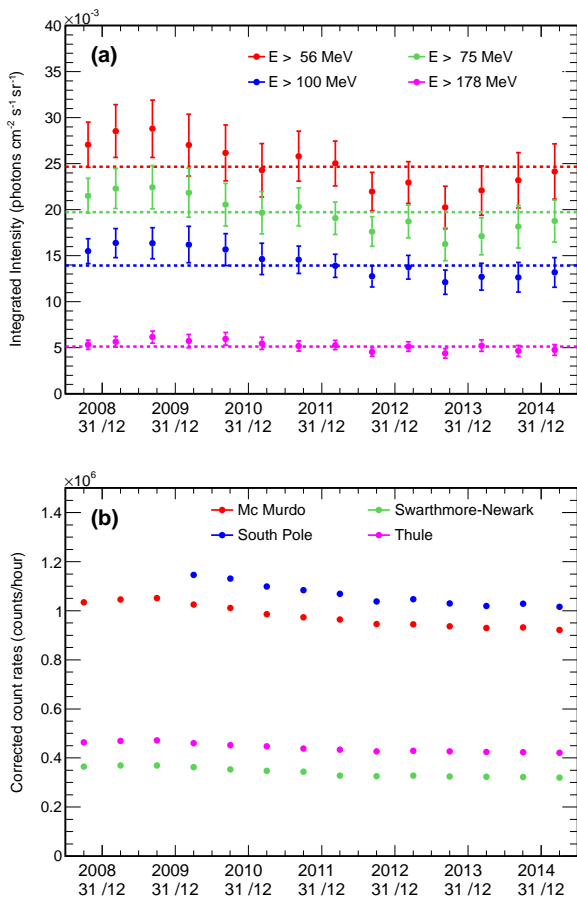 ×10⁻³
40
35
30
25
20
15
10
5
0
Integrated Intensity (photons cm⁻² s⁻¹ sr⁻¹)
(a)
E > 56 MeV
E > 75 MeV
E > 100 MeV
E > 178 MeV
2008 2009 2010 2011 2012 2013 2014
31 /12 31 /12 31 /12 31 /12 31 /12 31 /12 31 /12
×10⁶
1.4
1.2
1
0.8
0.6
0.4
0.2
0
Corrected count rates (counts/hour)
(b)
Mc Murdo
Swarthmore-Newark
South Pole
Thule
2008 2009 2010 2011 2012 2013 2014
31 /12 31 /12 31 /12 31 /12 31 /12 31 /12 31 /12